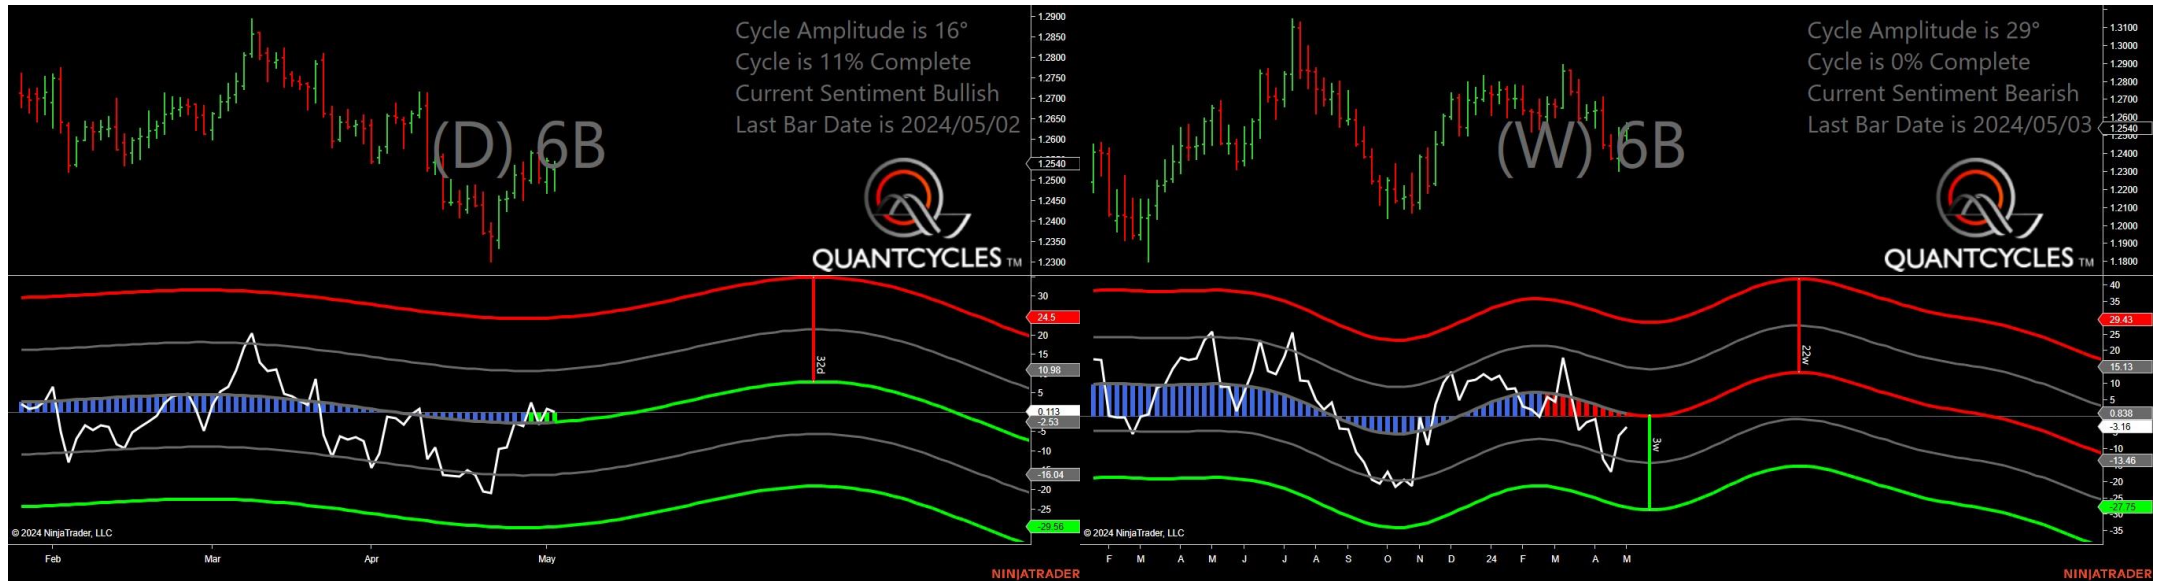 Cycle Amplitude is 16°
Cycle is 11% Complete
Current Sentiment Bullish
Last Bar Date is 2024/05/02
(D) 6B
QUANTCYCLES TM
1.2900
1.2850
1.2800
1.2750
1.2700
1.2650
1.2600
1.2540
1.2500
1.2450
1.2400
1.2350
1.2300
32d
30
24.5
20
15
10.98
5
0.113
-2.53
-5
-10
-16.04
-20
-25
-29.56
© 2024 NinjaTrader, LLC
Feb Mar Apr May
NINJATRADER
Cycle Amplitude is 29°
Cycle is 0% Complete
Current Sentiment Bearish
Last Bar Date is 2024/05/03
(W) 6B
QUANTCYCLES TM
1.3100
1.3000
1.2900
1.2800
1.2700
1.2600
1.2540
1.2400
1.2300
1.2200
1.2100
1.2000
1.1900
1.1800
22w
3w
40
35
29.43
25
20
15.13
10
5
0.838
-3.16
-10
-13.46
-20
-25
-27.75
-35
© 2024 NinjaTrader, LLC
F M A M J J A S O N D 24 F M A M
NINJATRADER